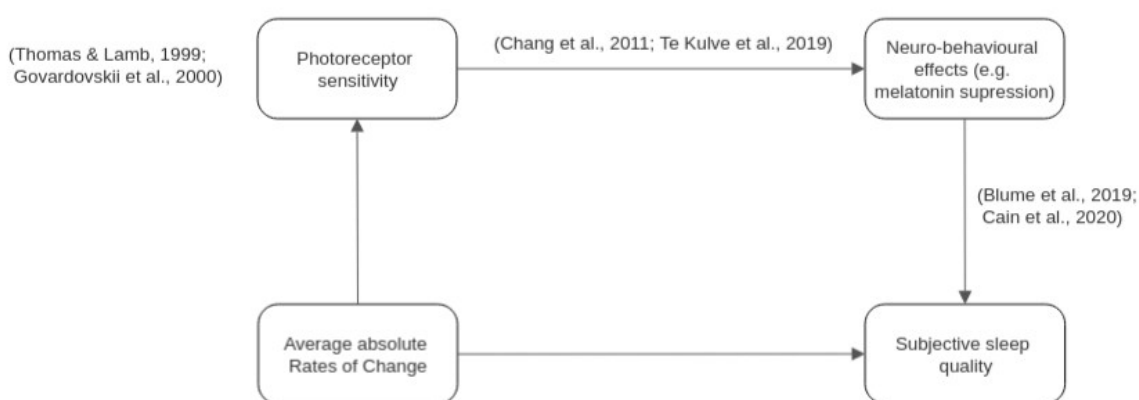 (Thomas & Lamb, 1999;
Govardovskii et al., 2000)
Photoreceptor
sensitivity
(Chang et al., 2011; Te Kulve et al., 2019)
Neuro-behavioural
effects (e.g.
melatonin supression)
(Blume et al., 2019;
Cain et al., 2020)
Average absolute
Rates of Change
Subjective sleep
quality